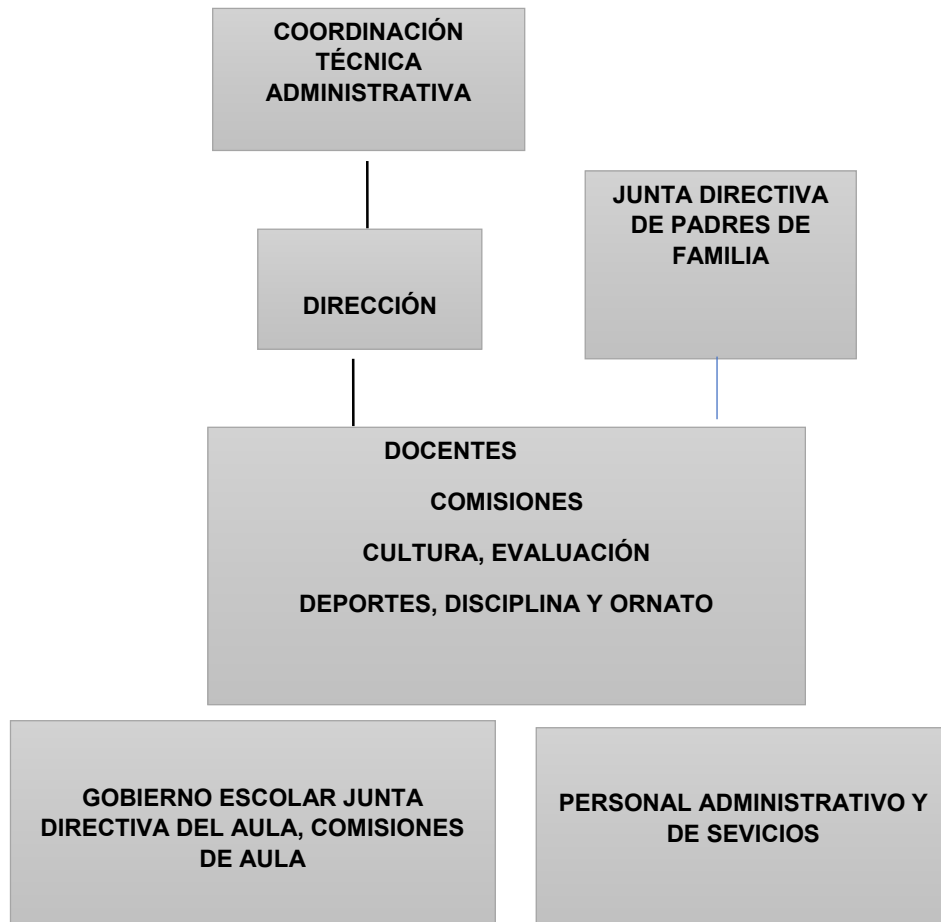 COORDINACIÓN
TÉCNICA
ADMINISTRATIVA
JUNTA DIRECTIVA
DE PADRES DE
FAMILIA
DIRECCIÓN
DOCENTES
COMISIONES
CULTURA, EVALUACIÓN
DEPORTES, DISCIPLINA Y ORNATO
GOBIERNO ESCOLAR JUNTA
DIRECTIVA DEL AULA, COMISIONES
DE AULA
PERSONAL ADMINISTRATIVO Y
DE SEVICIOS